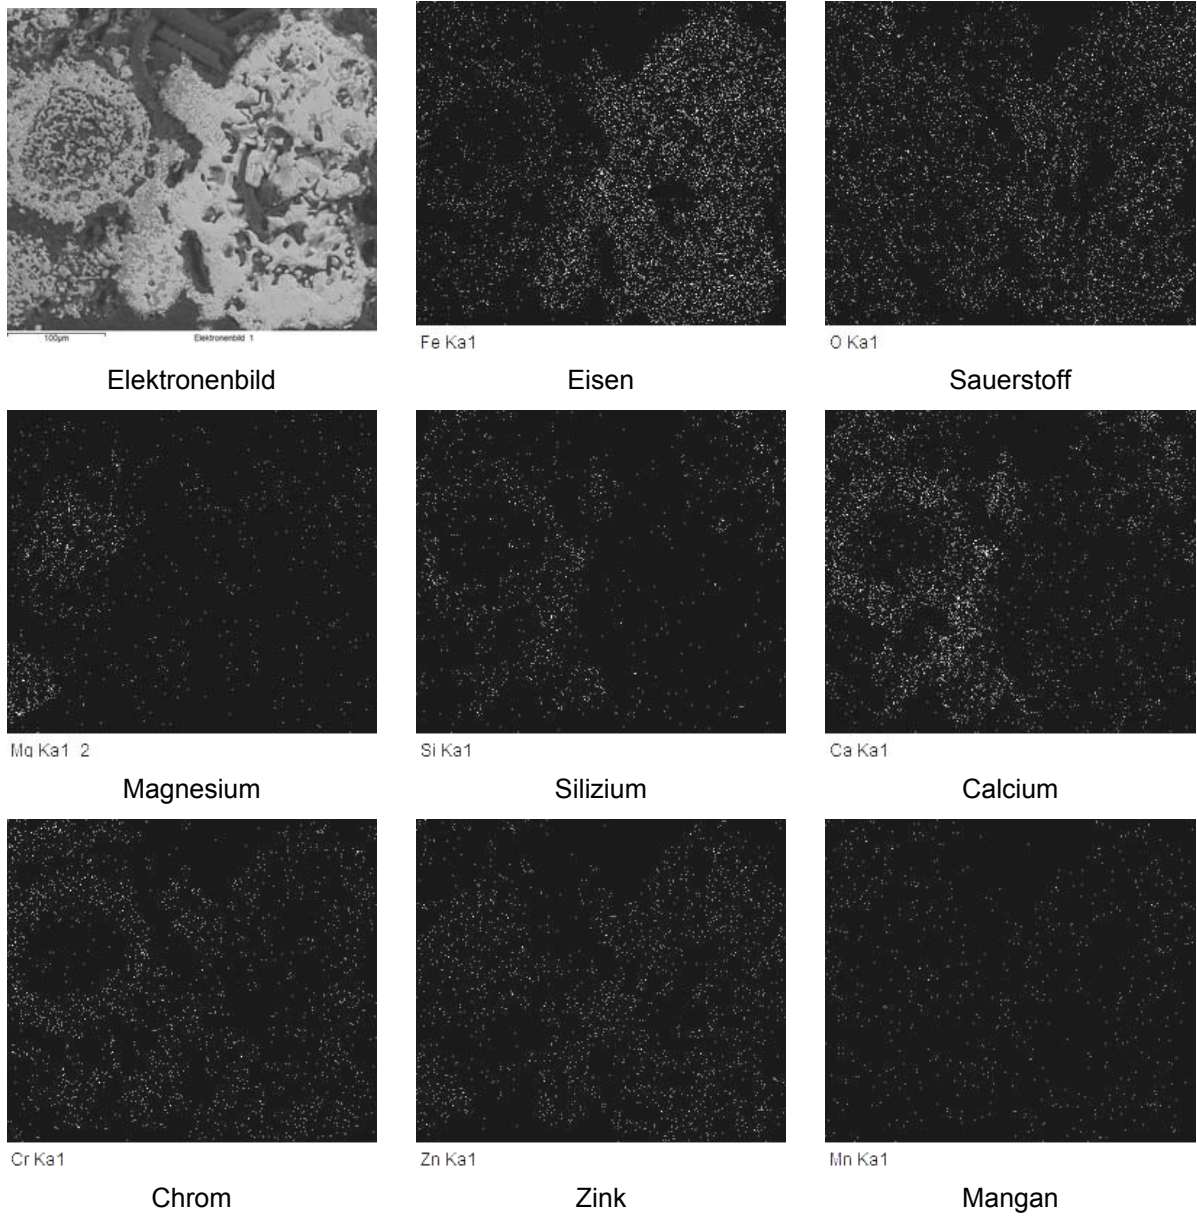 100µm Elektronenbild 1
Fe Ka1
O Ka1
Elektronenbild
Eisen
Sauerstoff
Mg Ka1_2
Si Ka1
Ca Ka1
Magnesium
Silizium
Calcium
Cr Ka1
Zn Ka1
Mn Ka1
Chrom
Zink
Mangan